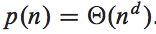 p(n) = Θ(n^d).